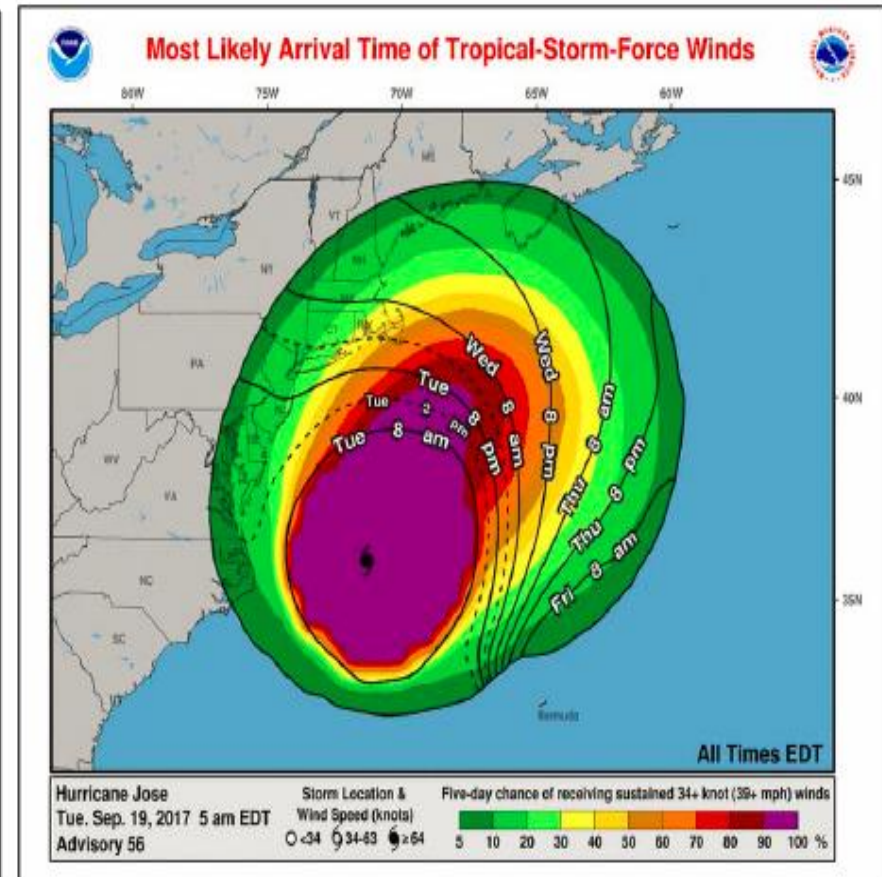 Most Likely Arrival Time of Tropical-Storm-Force Winds
80W 75W 70W 65W 60W
ME
45N
VT
NH
NY
MA
CT RI
PA
Wed
Wed
Tue
Tue
8
8
am
40N
Tue 8 am
2
pm
8
pm
8
am
8
pm
Thu
8
pm
Thu
WV
VA
Fri 8 am
NC
35N
SC
Bermuda
All Times EDT
Hurricane Jose
Tue. Sep. 19, 2017 5 am EDT
Advisory 56
Storm Location &
Wind Speed (knots)
<34 34-63 ≥64
Five-day chance of receiving sustained 34+ knot (39+ mph) winds
5 10 20 30 40 50 60 70 80 90 100 %